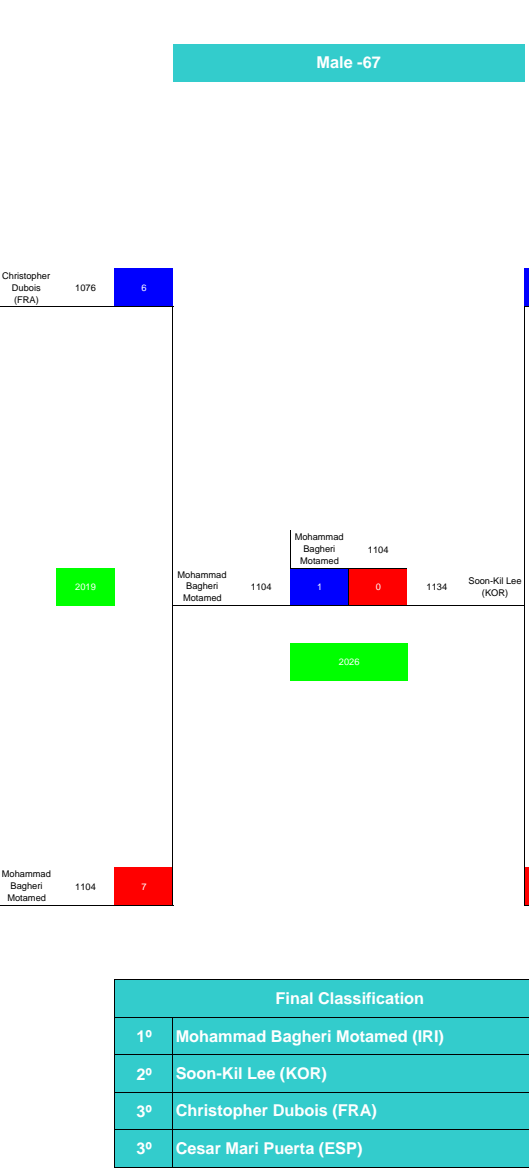 Male -67
Christopher
Dubois
(FRA)
1076
6
Mohammad
Bagheri
Motamed
1104
2019
Mohammad
Bagheri
Motamed
1104
1
0
1134
Soon-Kil Lee
(KOR)
2026
Mohammad
Bagheri
Motamed
1104
7
Final Classification
1º Mohammad Bagheri Motamed (IRI)
2º Soon-Kil Lee (KOR)
3º Christopher Dubois (FRA)
3º Cesar Mari Puerta (ESP)